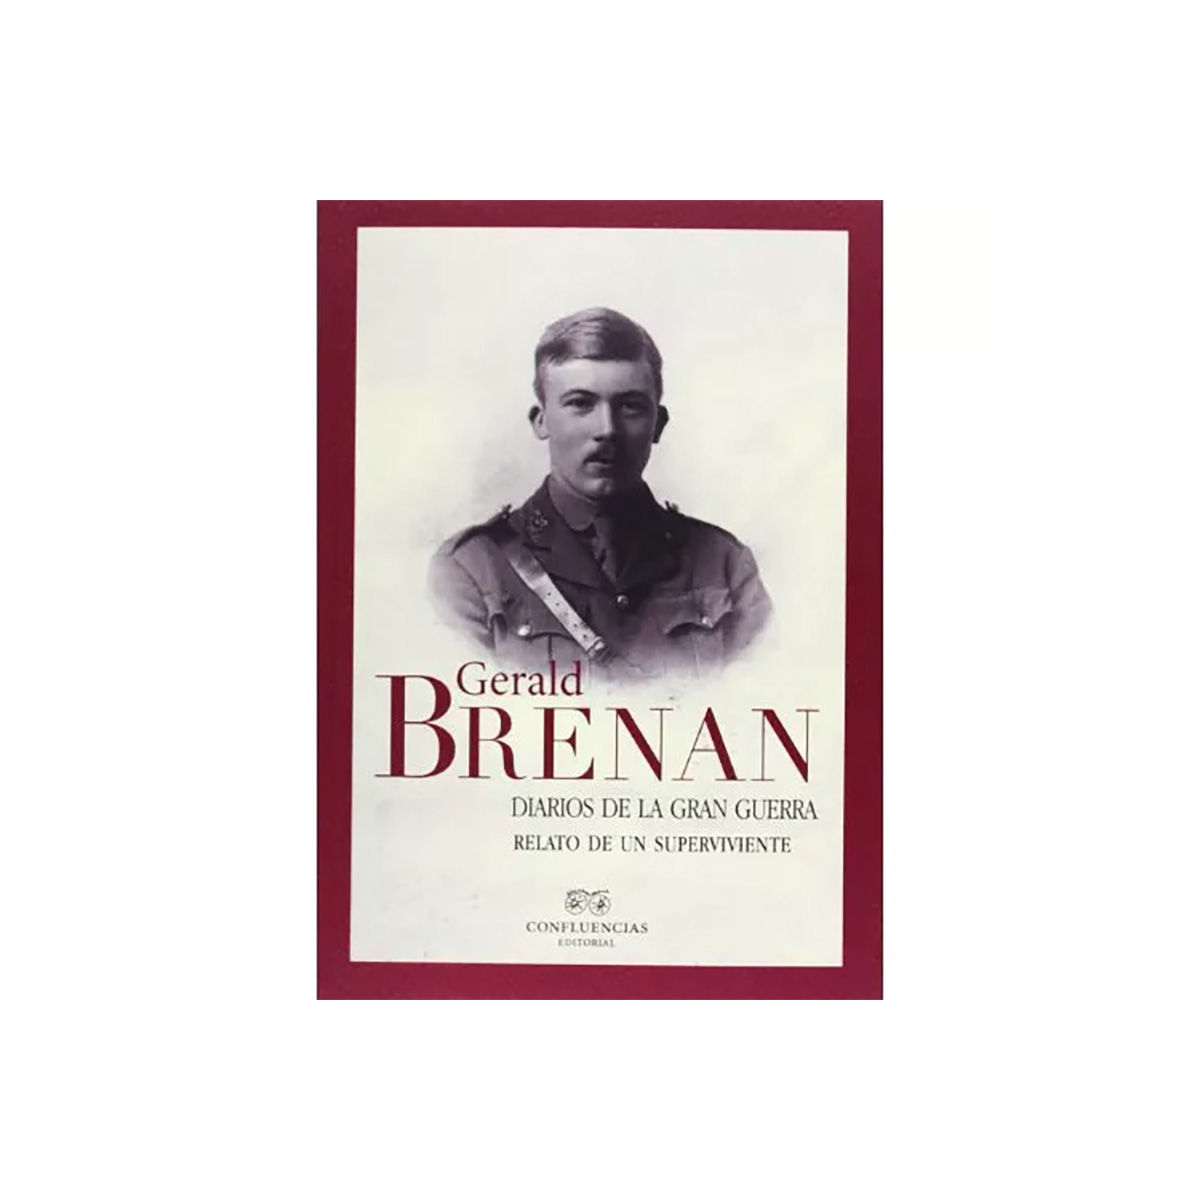 Gerald
BRENAN
DIARIOS DE LA GRAN GUERRA
RELATO DE UN SUPERVIVIENTE
CONFLUENCIAS
EDITORIAL